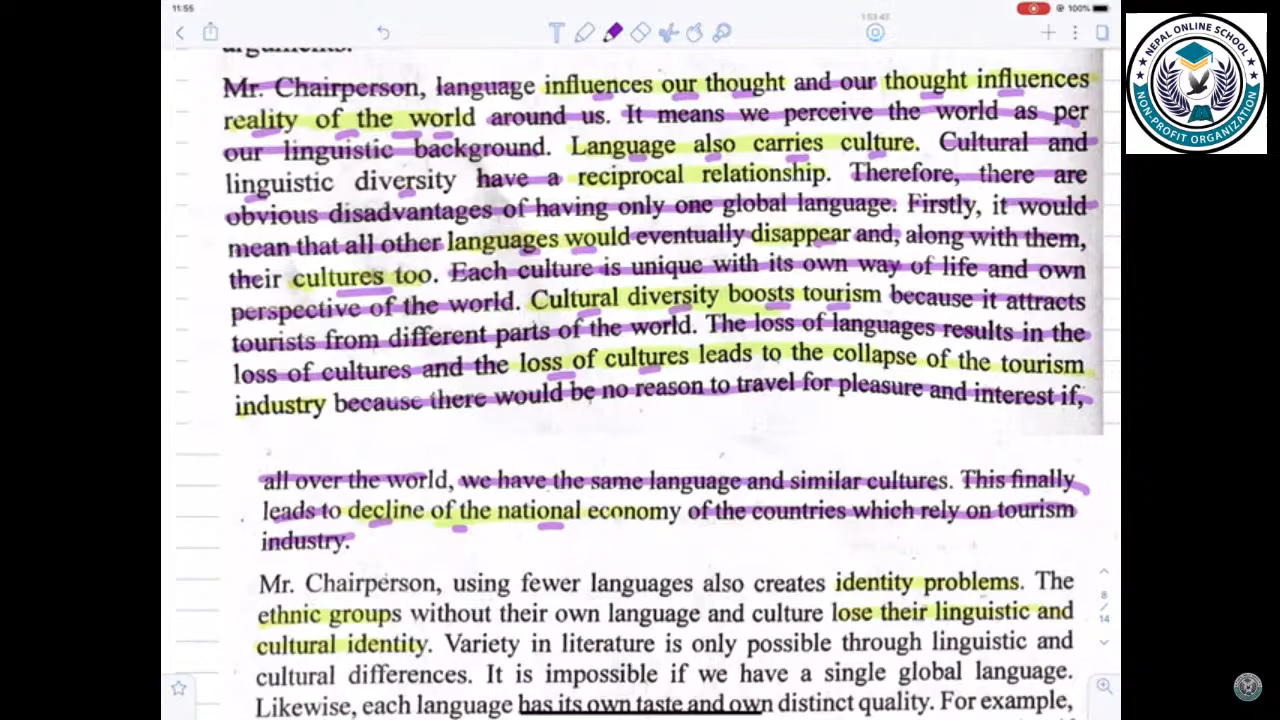 11:55
100%
1:53:47
NEPAL ONLINE SCHOOL
NON-PROFIT ORGANIZATION
arguments.
Mr. Chairperson, language influences our thought and our thought influences
reality of the world around us. It means we perceive the world as per
our linguistic background. Language also carries culture. Cultural and
linguistic diversity have a reciprocal relationship. Therefore, there are
obvious disadvantages of having only one global language. Firstly, it would
mean that all other languages would eventually disappear and, along with them,
their cultures too. Each culture is unique with its own way of life and own
perspective of the world. Cultural diversity boosts tourism because it attracts
tourists from different parts of the world. The loss of languages results in the
loss of cultures and the loss of cultures leads to the collapse of the tourism
industry because there would be no reason to travel for pleasure and interest if,
all over the world, we have the same language and similar cultures. This finally
leads to decline of the national economy of the countries which rely on tourism
industry.
Mr. Chairperson, using fewer languages also creates identity problems. The
ethnic groups without their own language and culture lose their linguistic and
cultural identity. Variety in literature is only possible through linguistic and
cultural differences. It is impossible if we have a single global language.
Likewise, each language has its own taste and own distinct quality. For example,
8
/
14